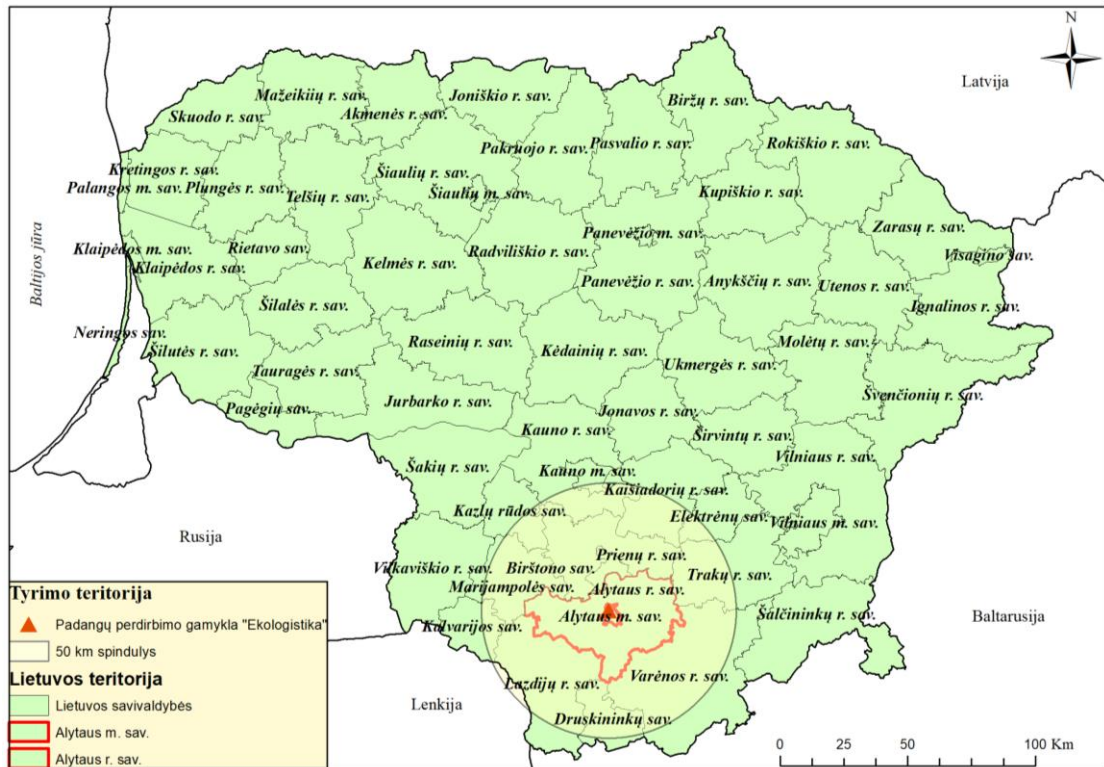 N
Latvija
Mažeikiių r. sav.
Joniškio r. sav.
Biržų r. sav.
Skuodo r. sav.
Akmenės r. sav.
Pakruojo r. sav.
Pasvalio r. sav.
Rokiškio r. sav.
Kretingos r. sav.
Šiaulių r. sav.
Palangos m. sav.
Plungės r. sav.
Telšių r. sav.
Šiaulių m. sav.
Kupiškio r. sav.
Panevėžio m. sav.
Zarasų r. sav.
Baltijos jūra
Klaipėdos m. sav.
Rietavo sav.
Radviliškio r. sav.
Visagino sav.
Klaipėdos r. sav.
Kelmės r. sav.
Panevėžio r. sav.
Anykščių r. sav.
Utenos r. sav.
Šilalės r. sav.
Ignalinos r. sav.
Neringos sav.
Šilutės r. sav.
Raseinių r. sav.
Kėdainių r. sav.
Molėtų r. sav.
Tauragės r. sav.
Ukmergės r. sav.
Pagėgių sav.
Jurbarko r. sav.
Jonavos r. sav.
Švenčionių r. sav.
Kauno r. sav.
Širvintų r. sav.
Šakių r. sav.
Kauno m. sav.
Vilniaus r. sav.
Kaišiadorių r. sav.
Kazlų rūdos sav.
Elektrėnų sav.
Vilniaus m. sav.
Rusija
Prienų r. sav.
Vilkaviškio r. sav.
Birštono sav.
Trakų r. sav.
Marijampolės sav.
Alytaus r. sav.
Alytaus m. sav.
Šalčininkų r. sav.
Baltarusija
Kalvarijos sav.
Lazdijų r. sav.
Varėnos r. sav.
Lenkija
Druskininkų sav.
Tyrimo teritorija
Padangų perdirbimo gamykla "Ekologistika"
50 km spindulys
Lietuvos teritorija
Lietuvos savivaldybės
Alytaus m. sav.
Alytaus r. sav.
0 25 50 100 Km